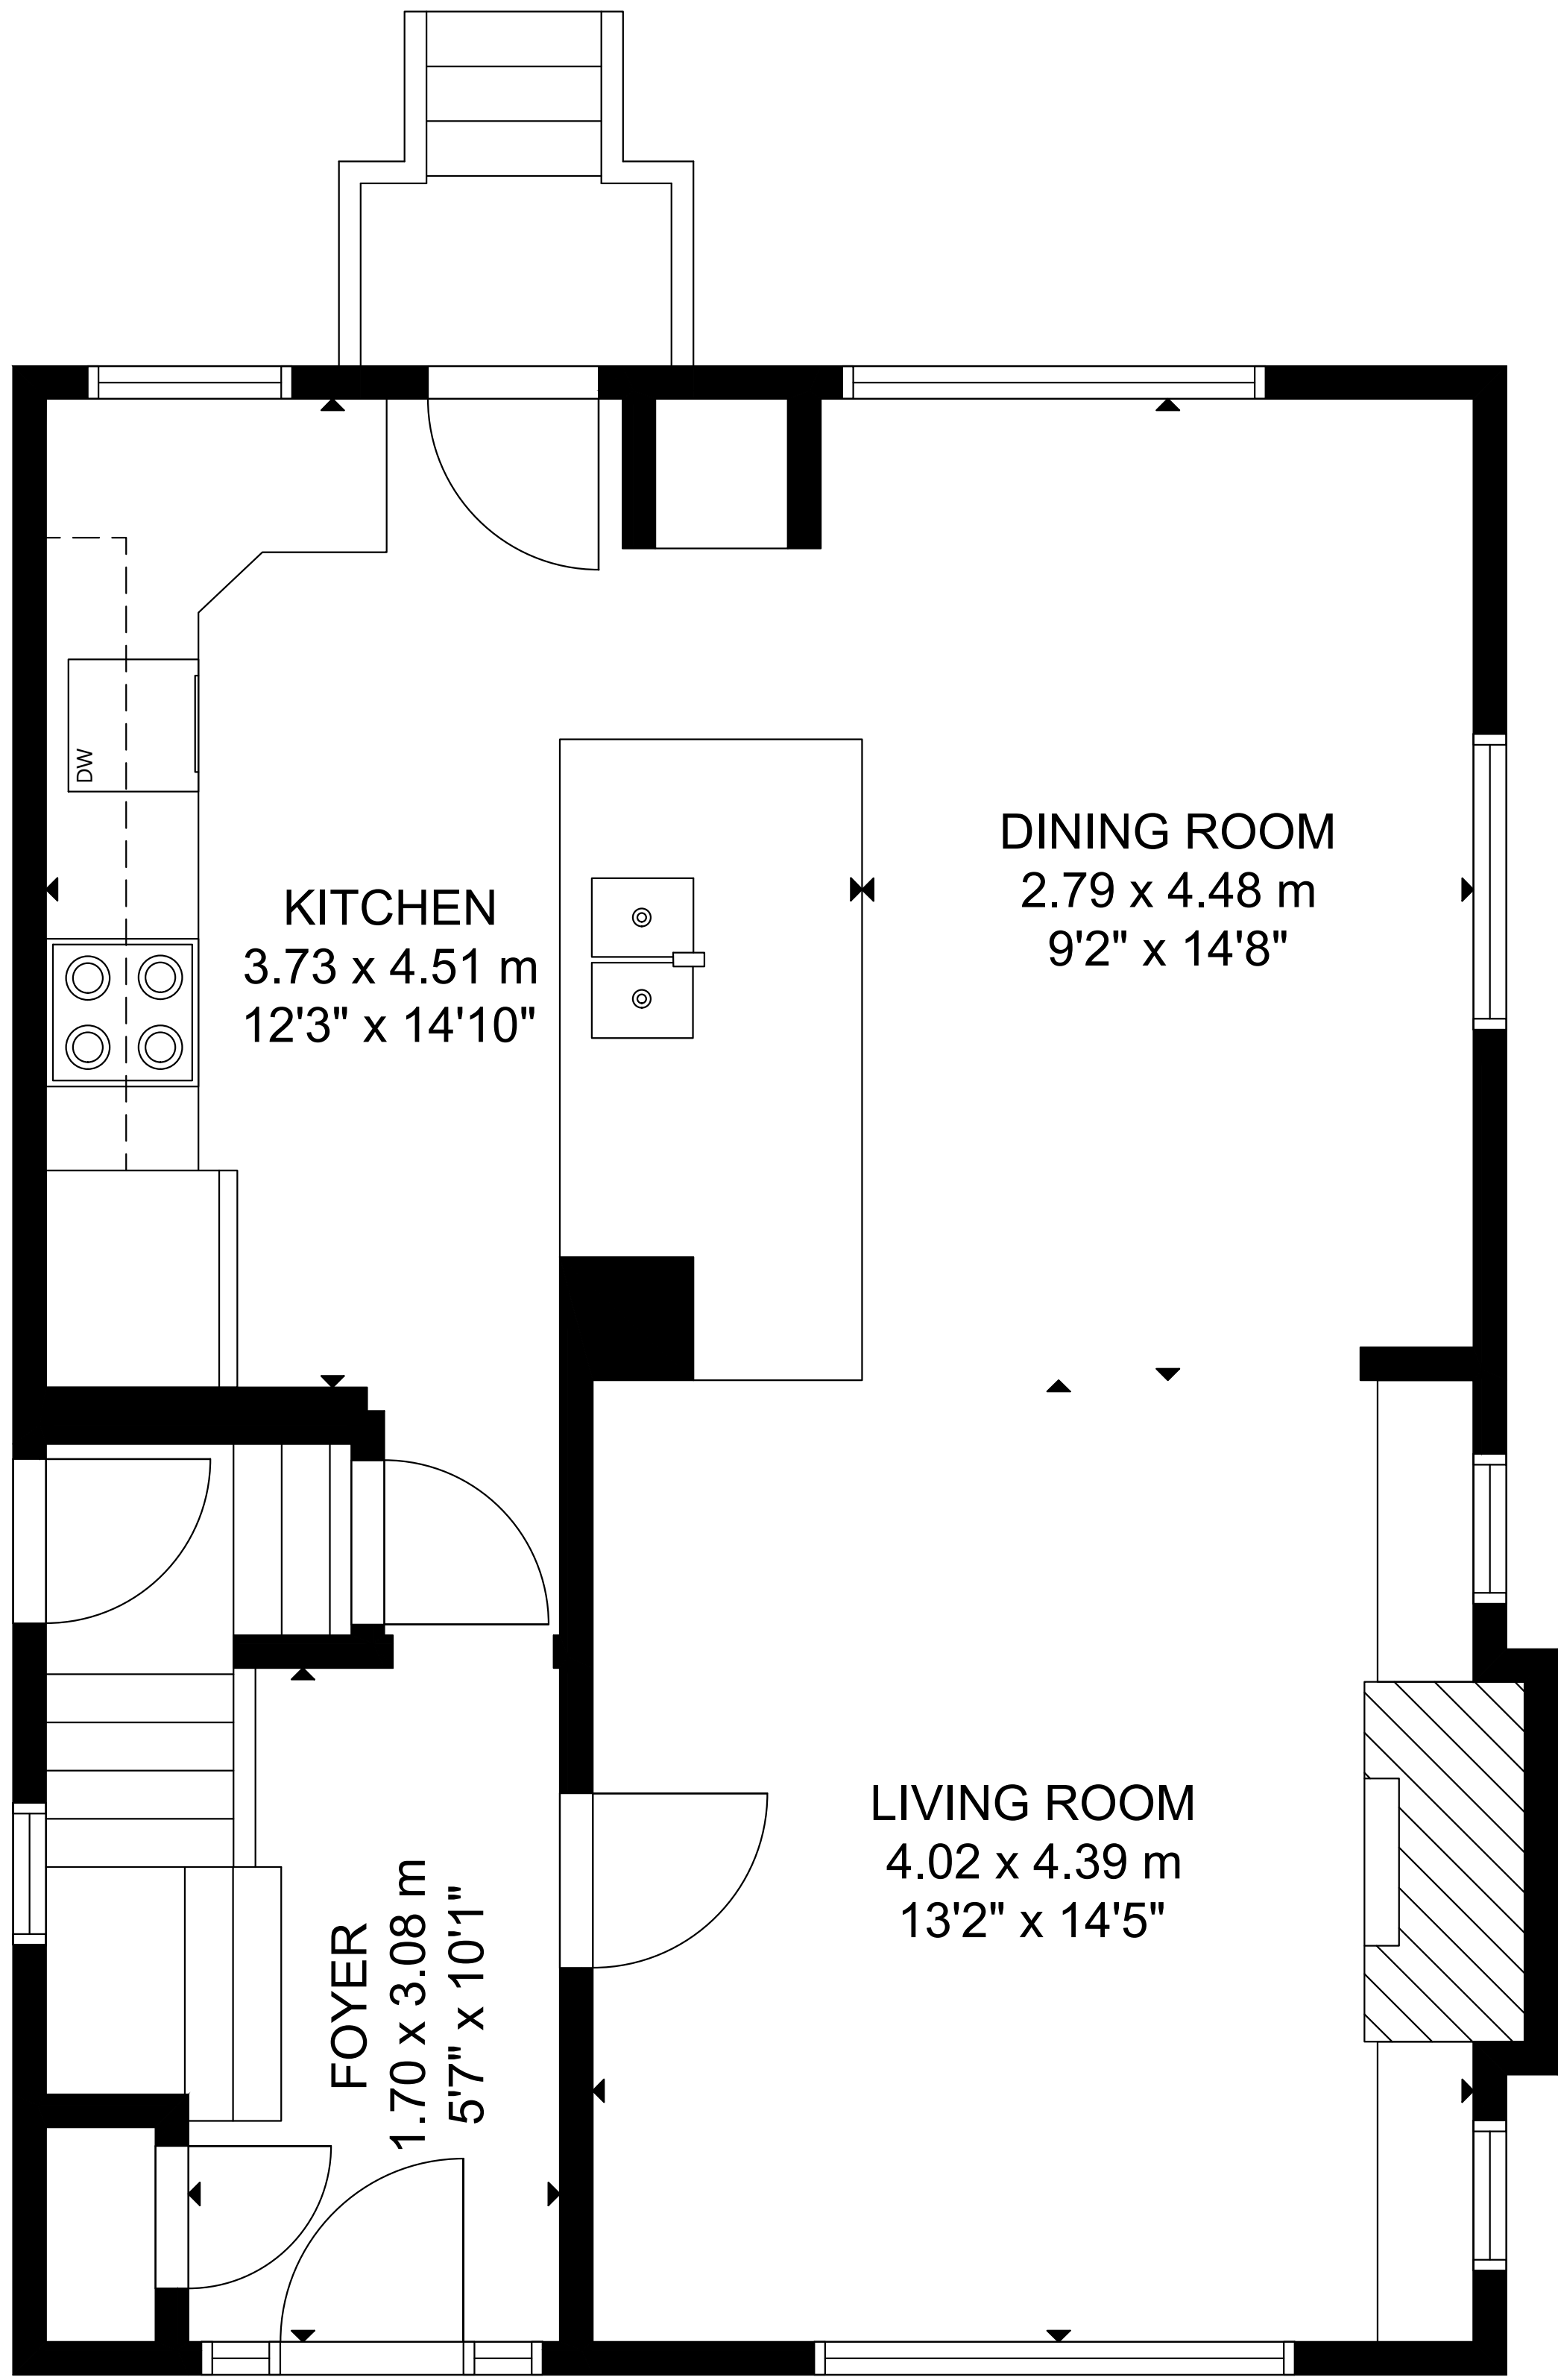 DW
KITCHEN
3.73 x 4.51 m
12'3" x 14'10"
DINING ROOM
2.79 x 4.48 m
9'2" x 14'8"
LIVING ROOM
4.02 x 4.39 m
13'2" x 14'5"
FOYER
1.70 x 3.08 m
5'7" x 10'1"